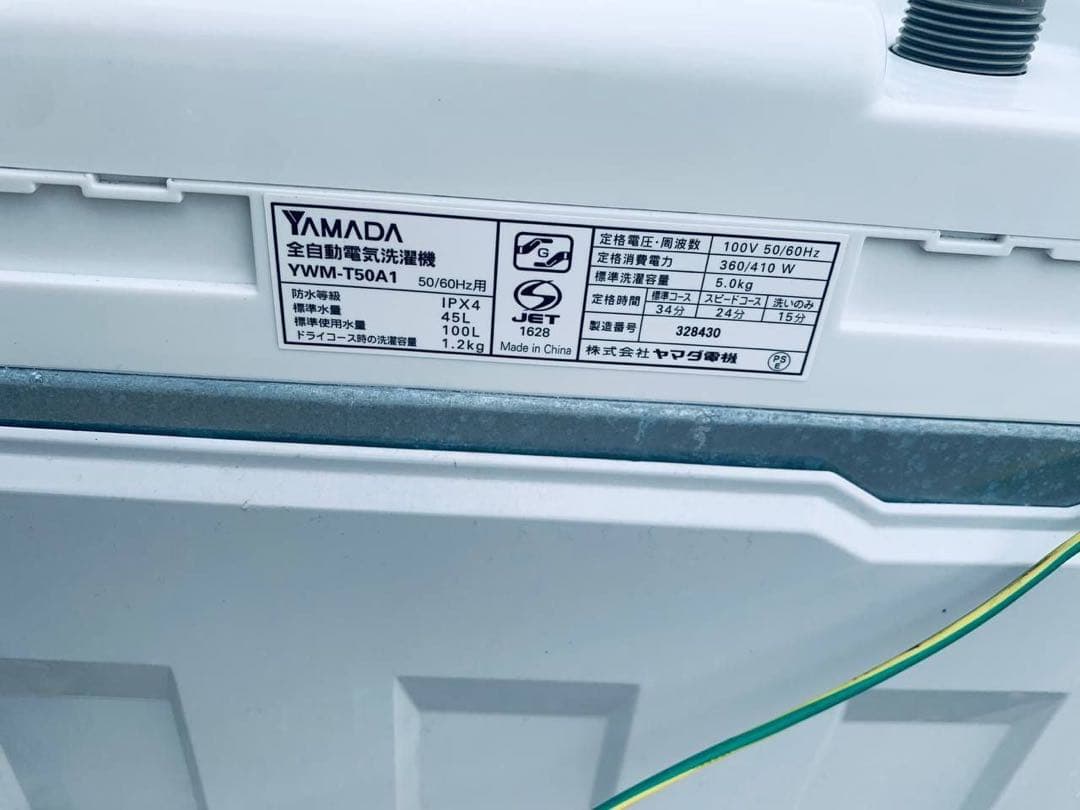 YAMADA
全自動電気洗濯機
YWM-T50A1 50/60Hz用
防水等級 IPX4
標準水量 45L
標準使用水量 100L
ドライコース時の洗濯容量 1.2kg
G
JET
1628
Made in China
定格電圧・周波数 100V 50/60Hz
定格消費電力 360/410 W
標準洗濯容量 5.0kg
定格時間 標準コース スピードコース 洗いのみ
34分 24分 15分
製造番号 328430
株式会社 ヤマダ電機 PSE